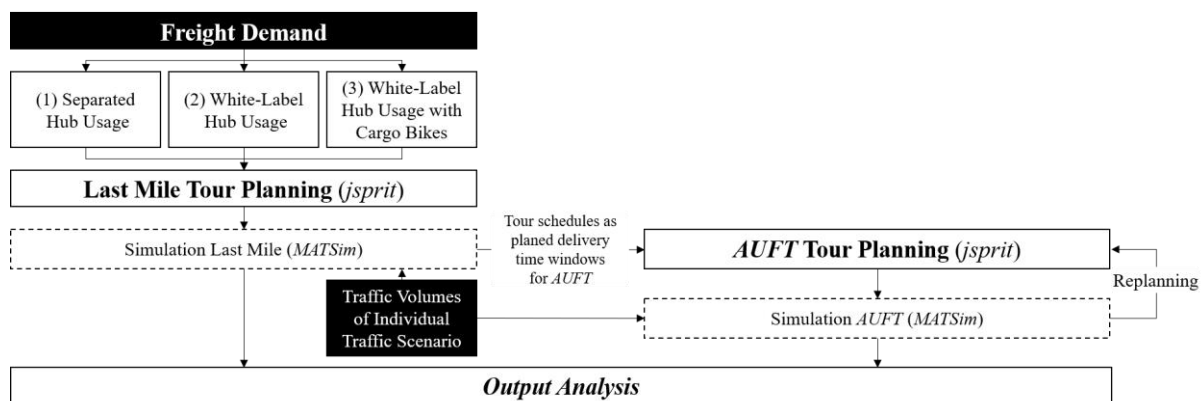 Freight Demand
(1) Separated
Hub Usage
(2) White-Label
Hub Usage
(3) White-Label
Hub Usage with
Cargo Bikes
Last Mile Tour Planning (jsprit)
Simulation Last Mile (MATSim)
Tour schedules as
planed delivery
time windows
for AUFT
AUFT Tour Planning (jsprit)
Replanning
Traffic Volumes
of Individual
Traffic Scenario
Simulation AUFT (MATSim)
Output Analysis